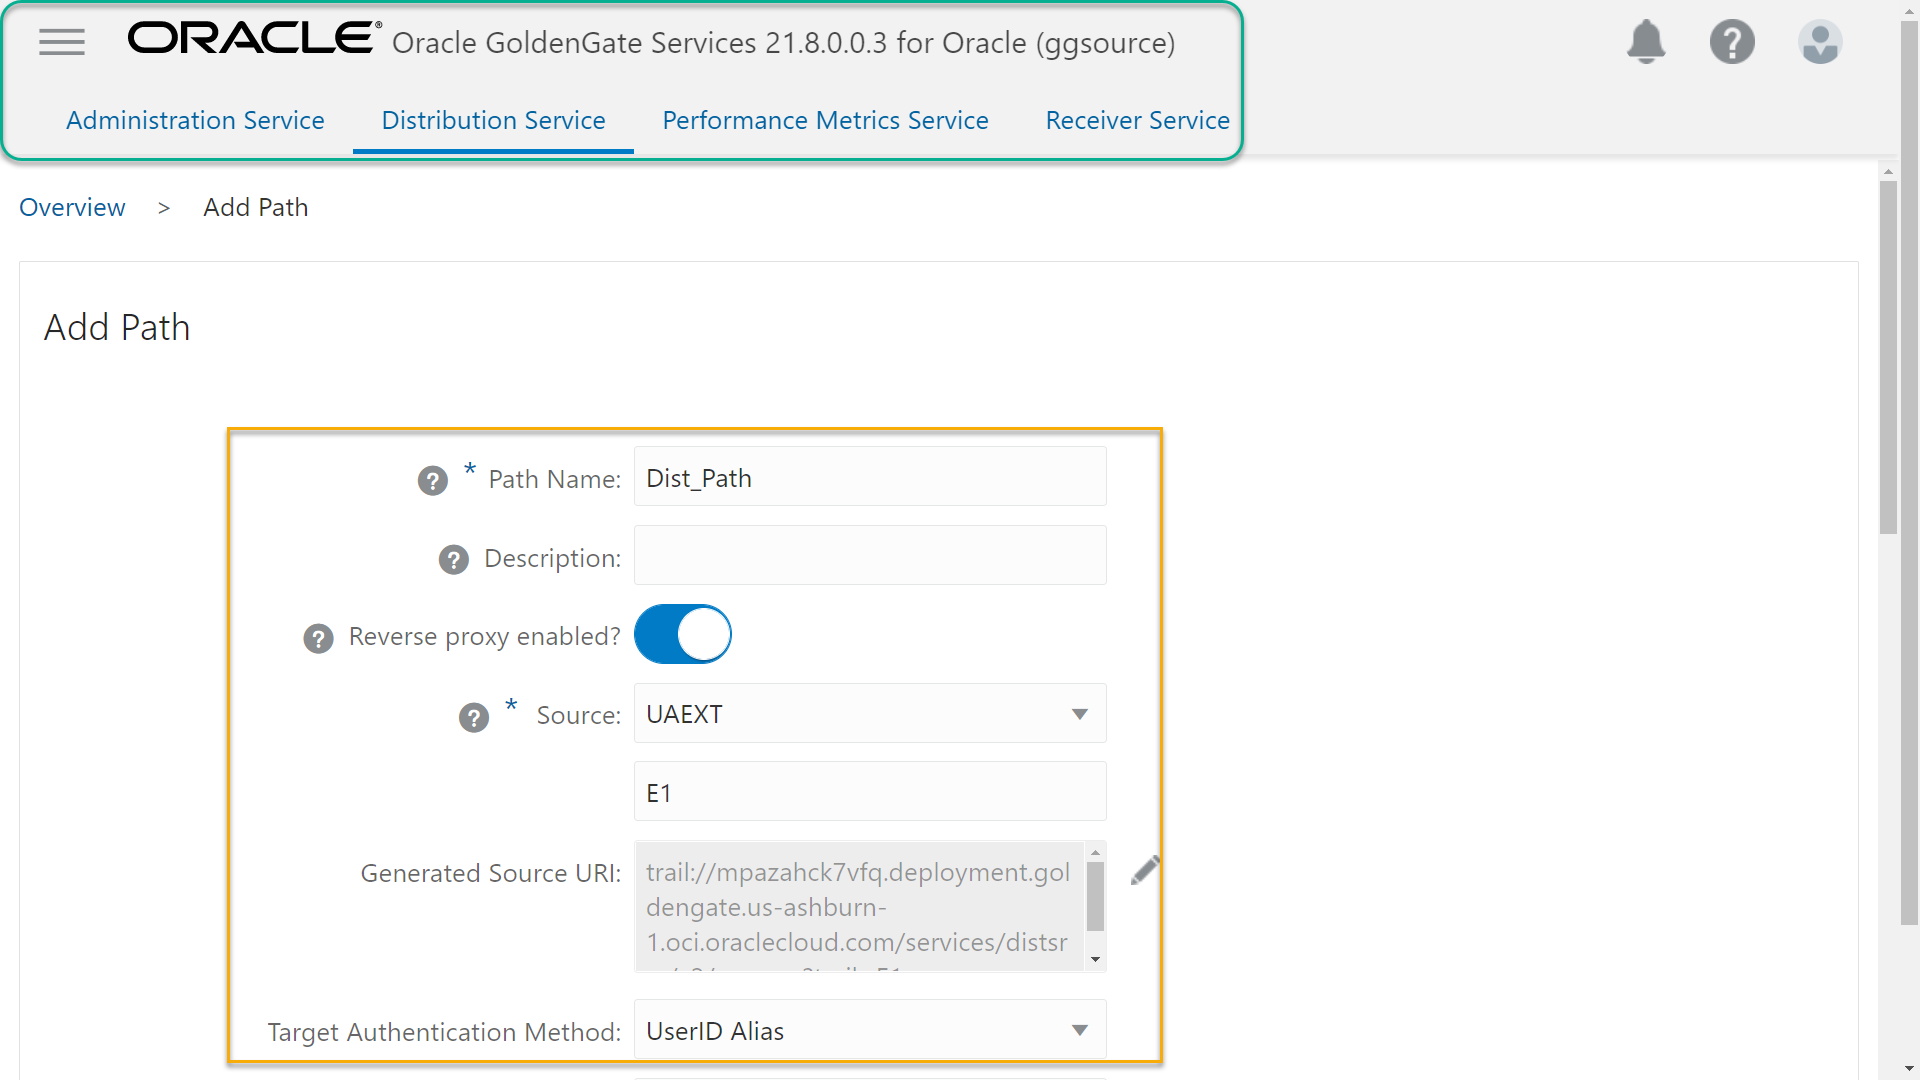 ORACLE® Oracle GoldenGate Services 21.8.0.0.3 for Oracle (ggsource)
Administration Service Distribution Service Performance Metrics Service Receiver Service
Overview > Add Path
Add Path
? * Path Name: Dist_Path
? Description:
? Reverse proxy enabled?
? * Source: UAEXT
E1
Generated Source URI: trail://mpazahck7vfq.deployment.gol
dengate.us-ashburn-
1.oci.oraclecloud.com/services/distsr
Target Authentication Method: UserID Alias